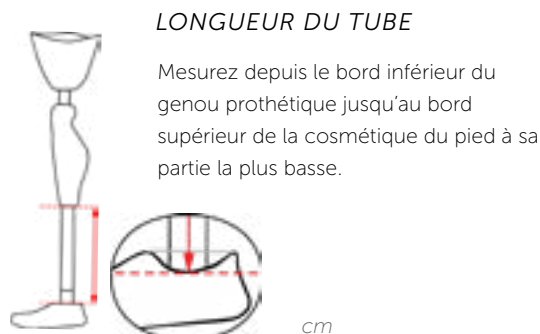 LONGUEUR DU TUBE
Mesurez depuis le bord inférieur du
genou prothétique jusqu'au bord
supérieur de la cosmétique du pied à sa
partie la plus basse.
cm